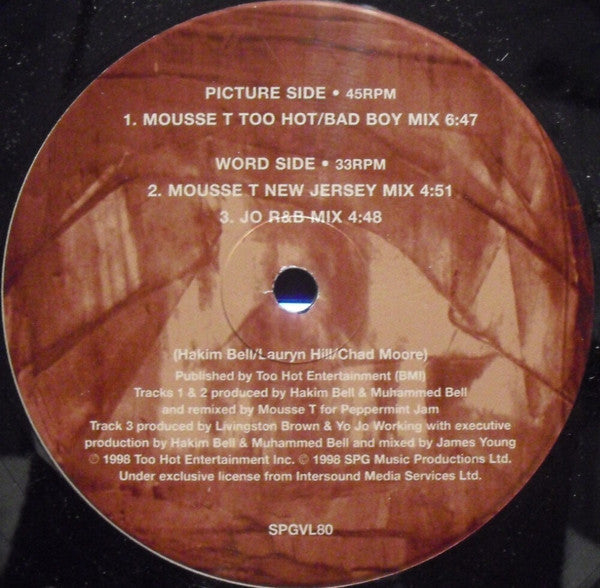 PICTURE SIDE • 45RPM
1. MOUSSE T TOO HOT/BAD BOY MIX 6:47
WORD SIDE • 33RPM
2. MOUSSE T NEW JERSEY MIX 4:51
3. JO R&B MIX 4:48
(Hakim Bell/Lauryn Hill/Chad Moore)
Published by Too Hot Entertainment (BMI)
Tracks 1 & 2 produced by Hakim Bell & Muhammed Bell
and remixed by Mousse T for Peppermint Jam
Track 3 produced by Livingston Brown & Yo Jo Working with executive
production by Hakim Bell & Muhammed Bell and mixed by James Young
℗ 1998 Too Hot Entertainment Inc. © 1998 SPG Music Productions Ltd.
Under exclusive license from Intersound Media Services Ltd.
SPGVL80